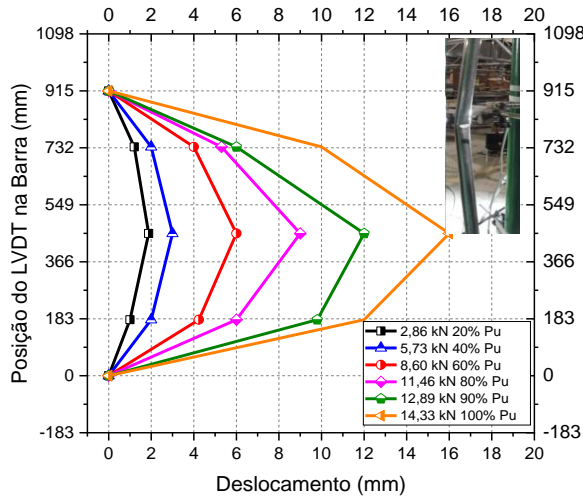 0 2 4 6 8 10 12 14 16 18 20
1098 1098
915 915
732 732
549 549
366 366
183 183
0 0
-183 -183
Posição do LVDT na Barra (mm)
2,86 kN 20% Pu
5,73 kN 40% Pu
8,60 kN 60% Pu
11,46 kN 80% Pu
12,89 kN 90% Pu
14,33 kN 100% Pu
0 2 4 6 8 10 12 14 16 18 20
Deslocamento (mm)